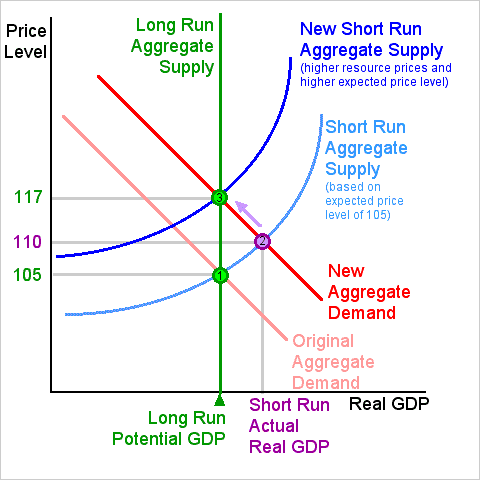 Price
Level
Long Run
Aggregate
Supply
New Short Run
Aggregate Supply
(higher resource prices and
higher expected price level)
Short Run
Aggregate
Supply
(based on
expected price
level of 105)
117
110
105
3
2
1
New
Aggregate
Demand
Original
Aggregate
Demand
Real GDP
Long Run
Potential GDP
Short Run
Actual
Real GDP